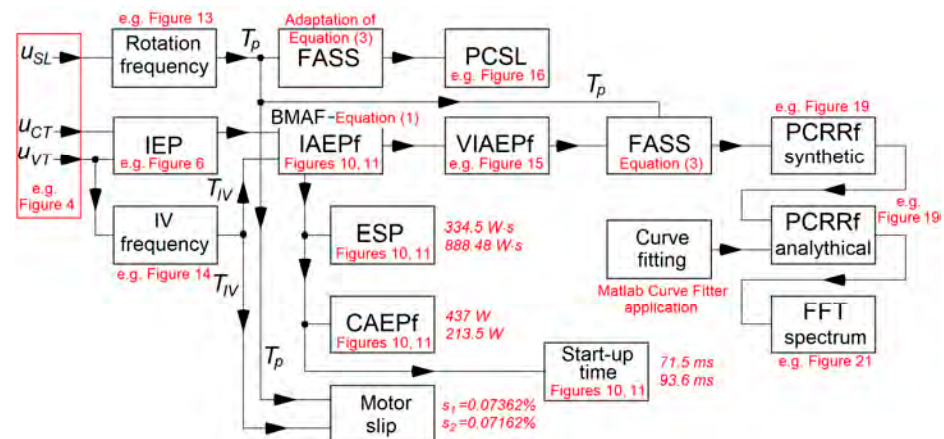 e.g. Figure 13
Adaptation of
Equation (3)
u_SL
Rotation
frequency
T_p
FASS
PCSL
e.g. Figure 16
T_p
u_CT
u_VT
e.g.
Figure 4
IEP
e.g. Figure 6
BMAF-Equation (1)
IAEPf
Figures 10, 11
VIAEPf
e.g. Figure 15
FASS
Equation (3)
e.g. Figure 19
PCRRf
synthetic
e.g.
Figure 19
T_IV
IV
frequency
e.g. Figure 14
T_IV
ESP
Figures 10, 11
334.5 W·s
888.48 W·s
Curve
fitting
Matlab Curve Fitter
application
PCRRf
analythical
FFT
spectrum
e.g. Figure 21
CAEPf
Figures 10, 11
437 W
213.5 W
Start-up
time
Figures 10, 11
71.5 ms
93.6 ms
T_p
Motor
slip
s_1=0.07362%
s_2=0.07162%